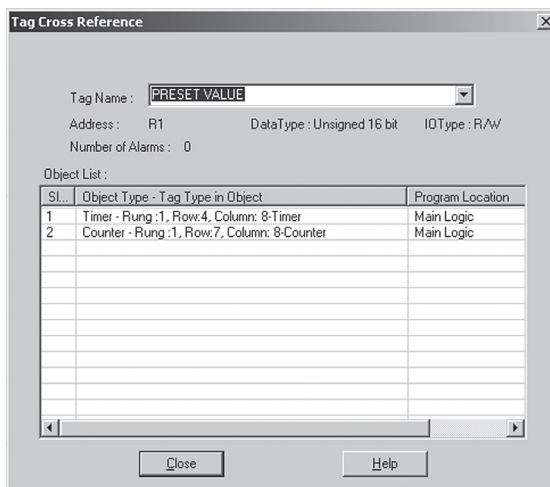 Tag Cross Reference
Tag Name : PRESET VALUE
Address : R1 DataType : Unsigned 16 bit IOType : R/W
Number of Alarms : 0
Object List :
Sl... Object Type - Tag Type in Object Program Location
1 Timer - Rung :1, Row:4, Column: 8-Timer Main Logic
2 Counter - Rung :1, Row:7, Column: 8-Counter Main Logic
Close Help